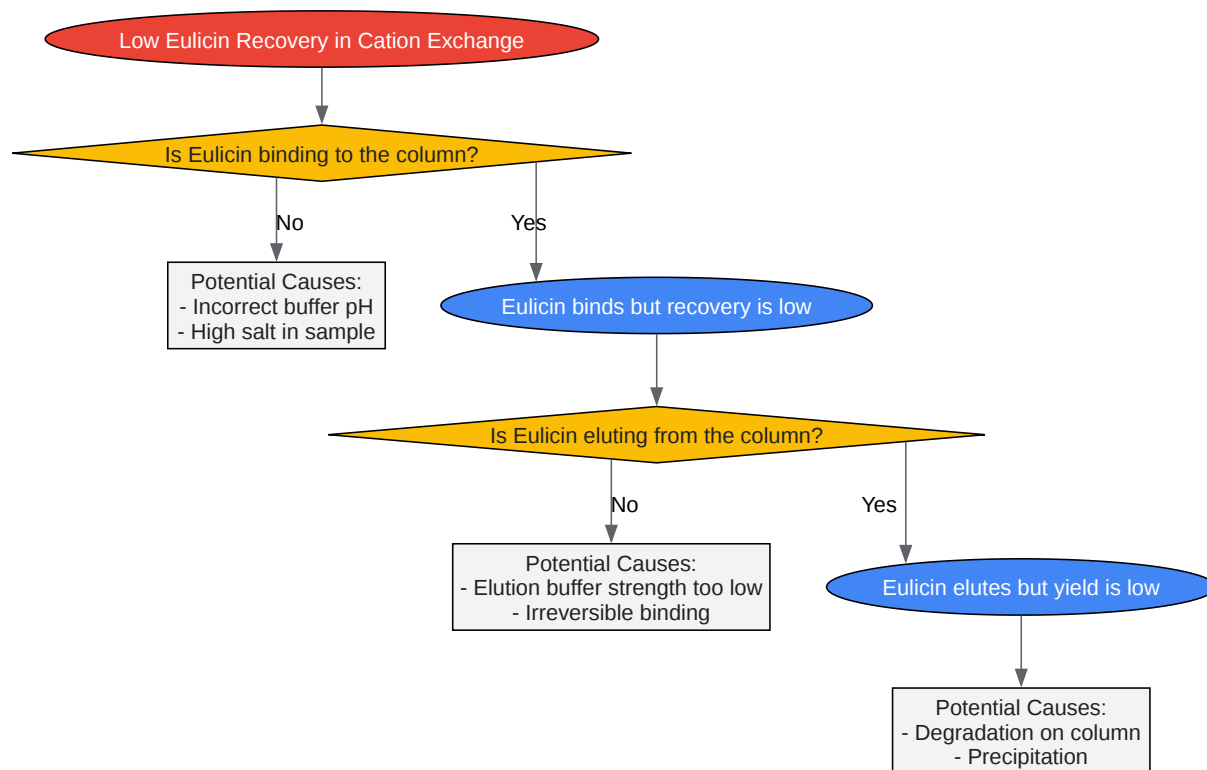 Low Eulicin Recovery in Cation Exchange
Is Eulicin binding to the column?
No
Yes
Potential Causes:
- Incorrect buffer pH
- High salt in sample
Eulicin binds but recovery is low
Is Eulicin eluting from the column?
No
Yes
Potential Causes:
- Elution buffer strength too low
- Irreversible binding
Eulicin elutes but yield is low
Potential Causes:
- Degradation on column
- Precipitation